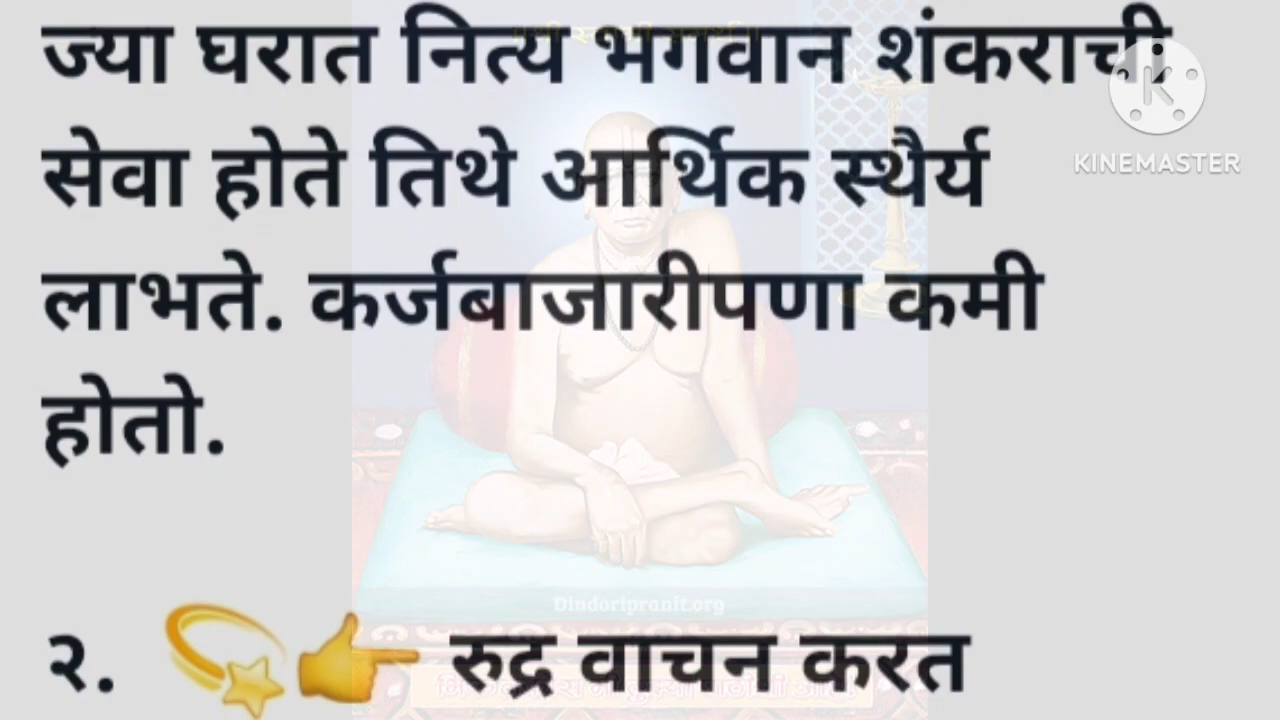 ज्या घरात नित्य भगवान शंकराची
KINEMASTER
सेवा होते तिथे आर्थिक स्थैर्य
लाभते. कर्जबाजारीपणा कमी
होतो.
Dindoripranit.org
२. 💫👉 रुद्र वाचन करत